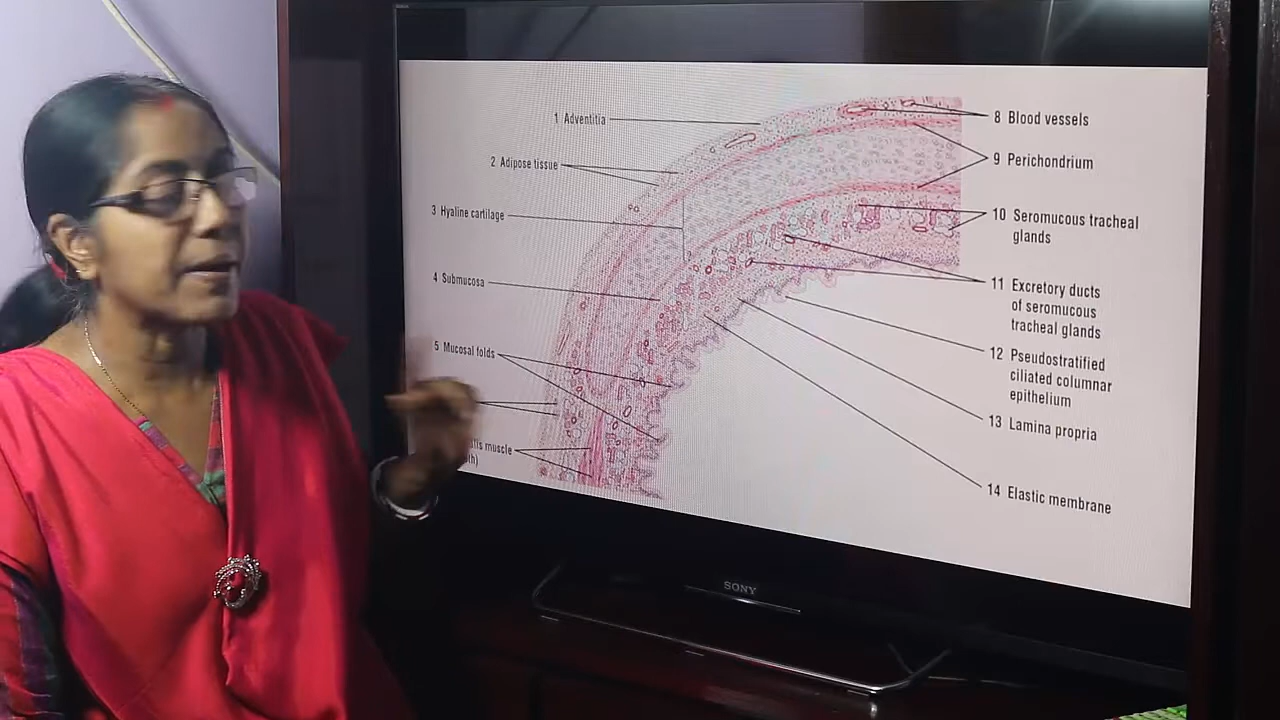 1 Adventitia
2 Adipose tissue
3 Hyaline cartilage
4 Submucosa
5 Mucosal folds
muscle
8 Blood vessels
9 Perichondrium
10 Seromucous tracheal
glands
11 Excretory ducts
of seromucous
tracheal glands
12 Pseudostratified
ciliated columnar
epithelium
13 Lamina propria
14 Elastic membrane
SONY